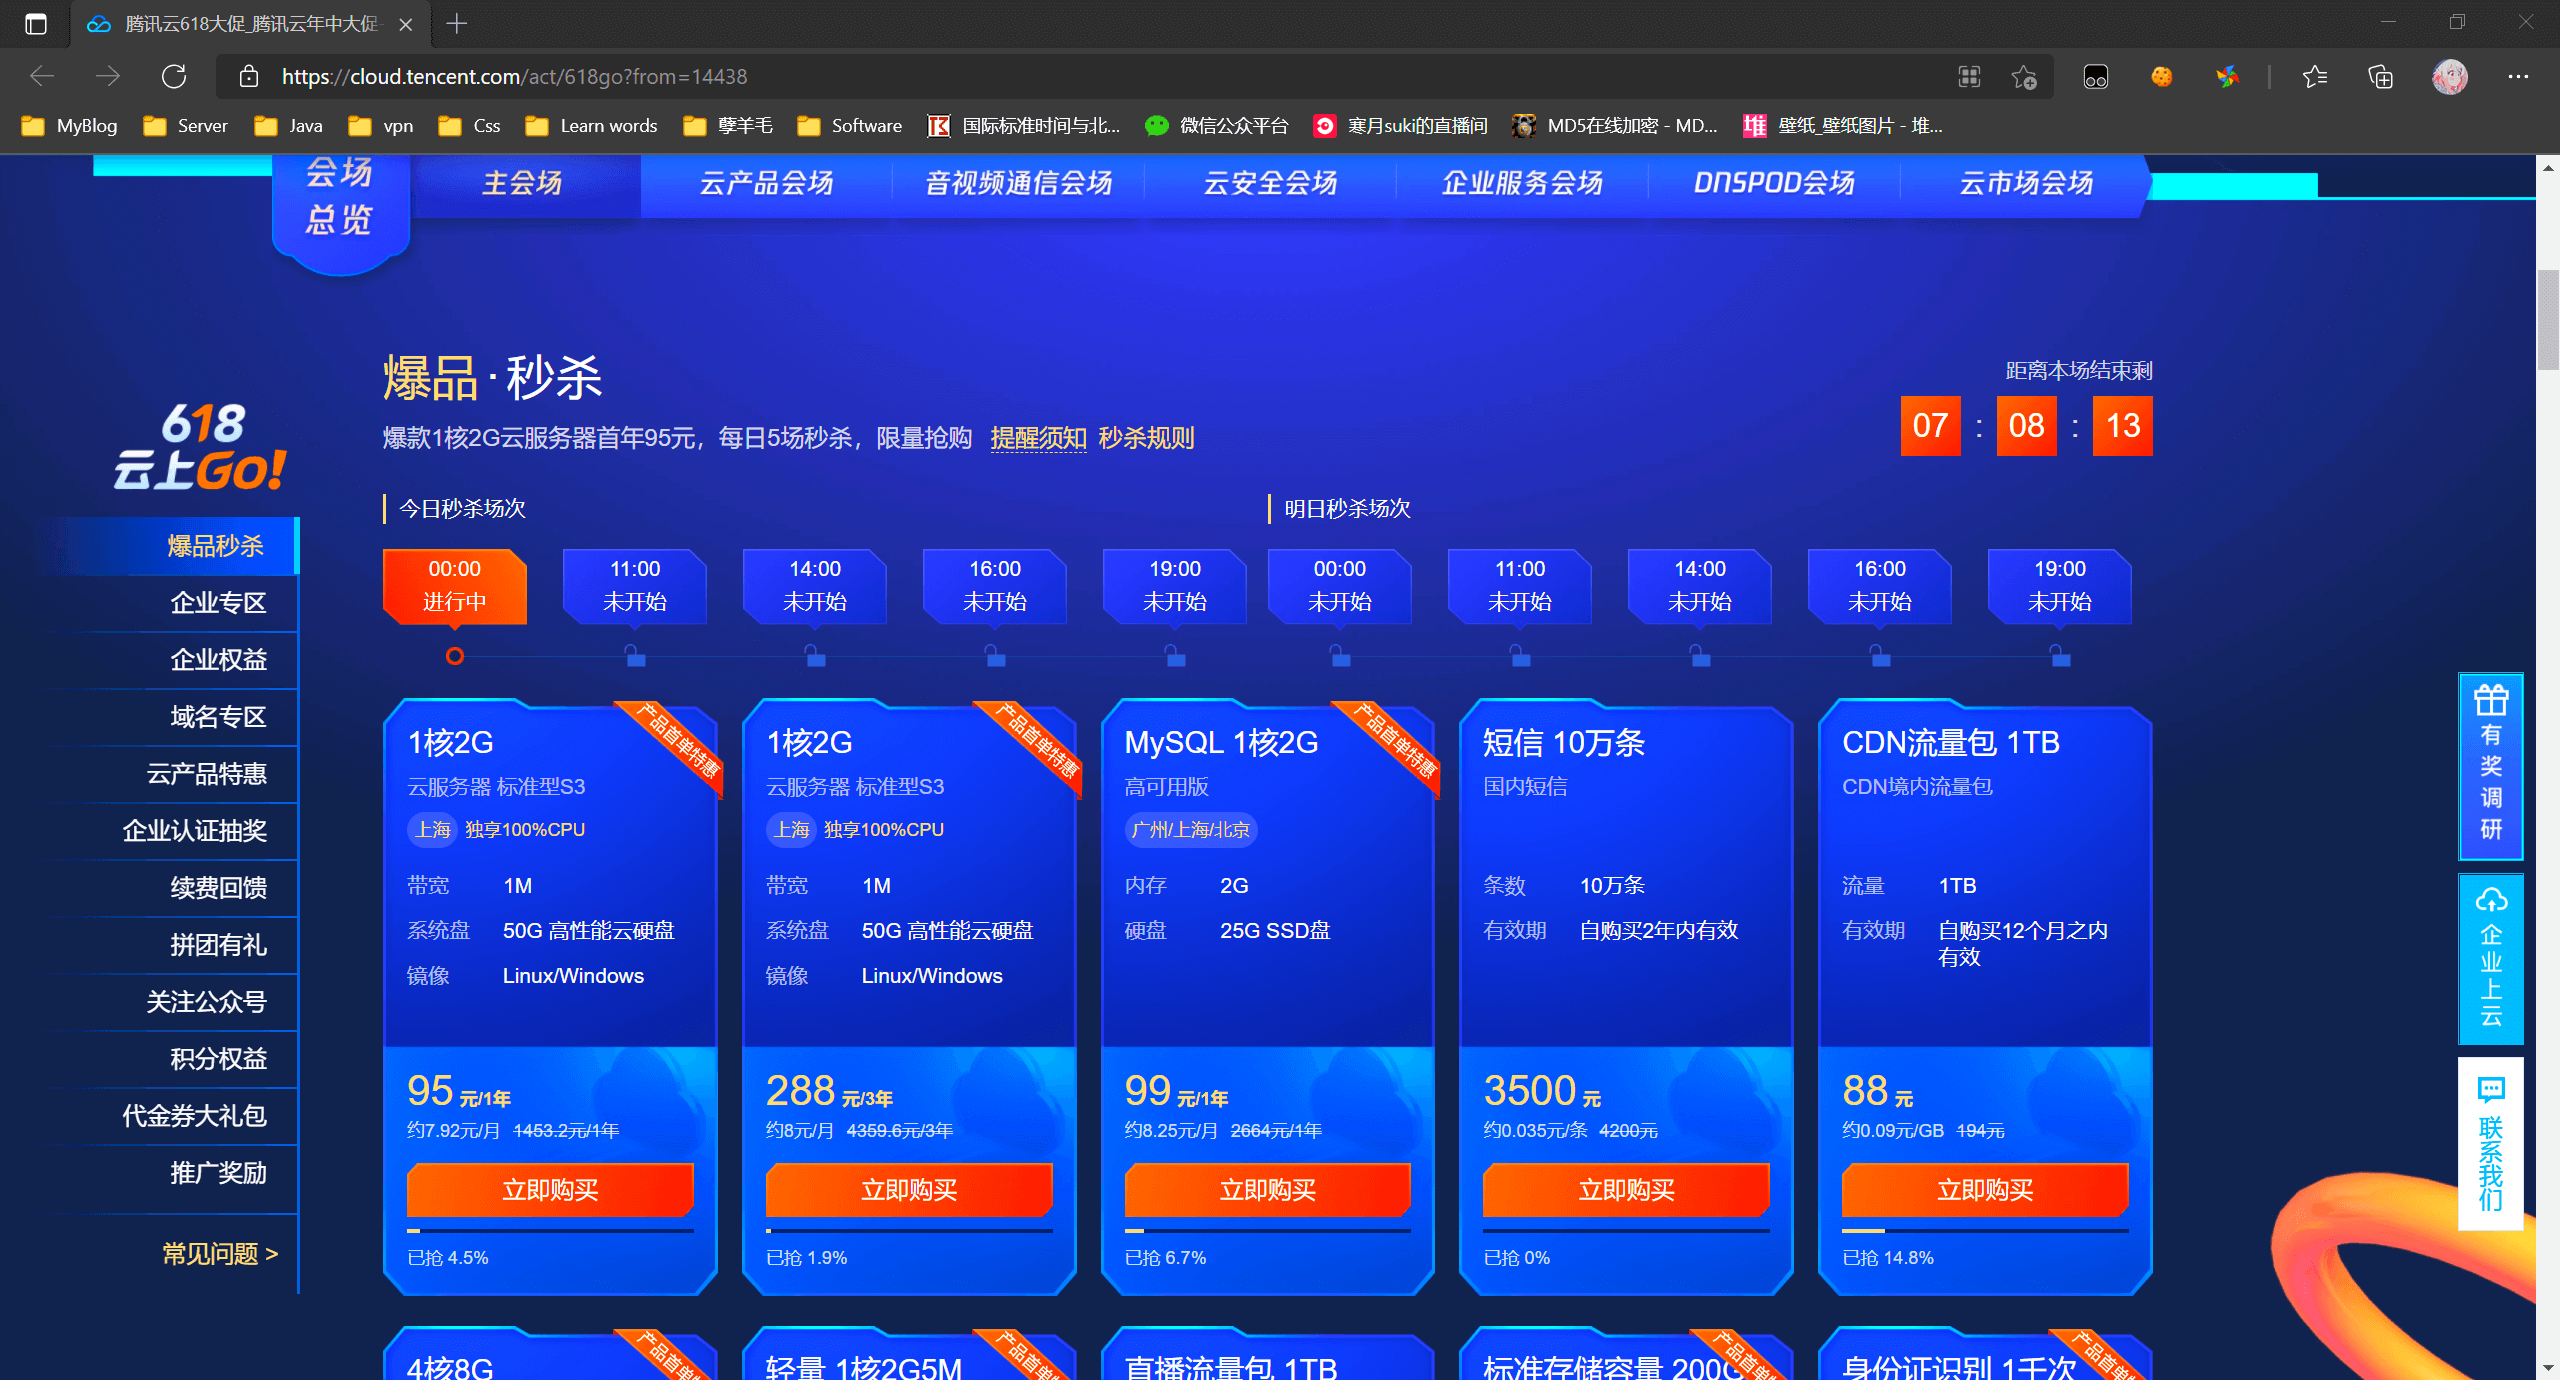 腾讯云618大促_腾讯云年中大促-
https://cloud.tencent.com/act/618go?from=14438
MyBlog Server Java vpn Css Learn words 孽羊毛 Software 国际标准时间与北... 微信公众平台 寒月suki的直播间 MD5在线加密 - MD... 壁纸_壁纸图片 - 堆...
会场
总览
主会场 云产品会场 音视频通信会场 云安全会场 企业服务会场 DNSPOD会场 云市场会场
爆品·秒杀
爆款1核2G云服务器首年95元，每日5场秒杀，限量抢购 提醒须知 秒杀规则
距离本场结束剩
07 : 08 : 13
618
云上Go!
爆品秒杀
企业专区
企业权益
域名专区
云产品特惠
企业认证抽奖
续费回馈
拼团有礼
关注公众号
积分权益
代金券大礼包
推广奖励
常见问题 >
今日秒杀场次
00:00 11:00 14:00 16:00 19:00
进行中 未开始 未开始 未开始 未开始
明日秒杀场次
00:00 11:00 14:00 16:00 19:00
未开始 未开始 未开始 未开始 未开始
1核2G
产品首单特惠
云服务器 标准型S3
上海 独享100%CPU
带宽 1M
系统盘 50G 高性能云硬盘
镜像 Linux/Windows
95 元/1年
约7.92元/月 1453.2元/1年
立即购买
已抢 4.5%
1核2G
产品首单特惠
云服务器 标准型S3
上海 独享100%CPU
带宽 1M
系统盘 50G 高性能云硬盘
镜像 Linux/Windows
288 元/3年
约8元/月 4359.6元/3年
立即购买
已抢 1.9%
MySQL 1核2G
产品首单特惠
高可用版
广州/上海/北京
内存 2G
硬盘 25G SSD盘
99 元/1年
约8.25元/月 2664元/1年
立即购买
已抢 6.7%
短信 10万条
国内短信
条数 10万条
有效期 自购买2年内有效
3500 元
约0.035元/条 4200元
立即购买
已抢 0%
CDN流量包 1TB
CDN境内流量包
流量 1TB
有效期 自购买12个月之内
有效
88 元
约0.09元/GB 194元
立即购买
已抢 14.8%
4核8G
产品首单
轻量 1核2G5M
产品首单
直播流量包 1TB
标准存储容量 200G
产品首单
身份证识别 1千次
产品首单
有奖调研
企业上云
联系我们